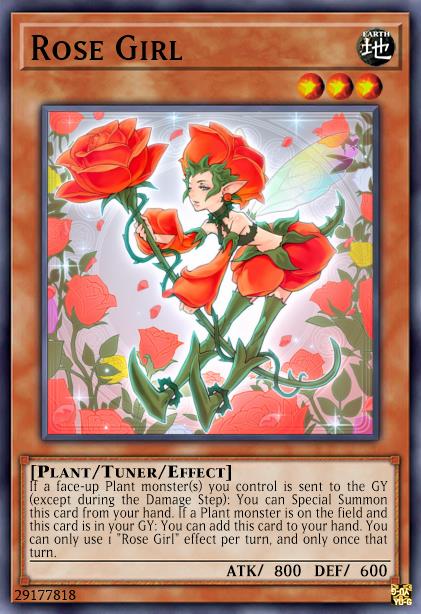 Rose Girl
EARTH
地
[Plant/Tuner/Effect]
If a face-up Plant monster(s) you control is sent to the GY
(except during the Damage Step): You can Special Summon
this card from your hand. If a Plant monster is on the field and
this card is in your GY: You can add this card to your hand. You
can only use 1 "Rose Girl" effect per turn, and only once that
turn.
ATK/ 800 DEF/ 600
29177818